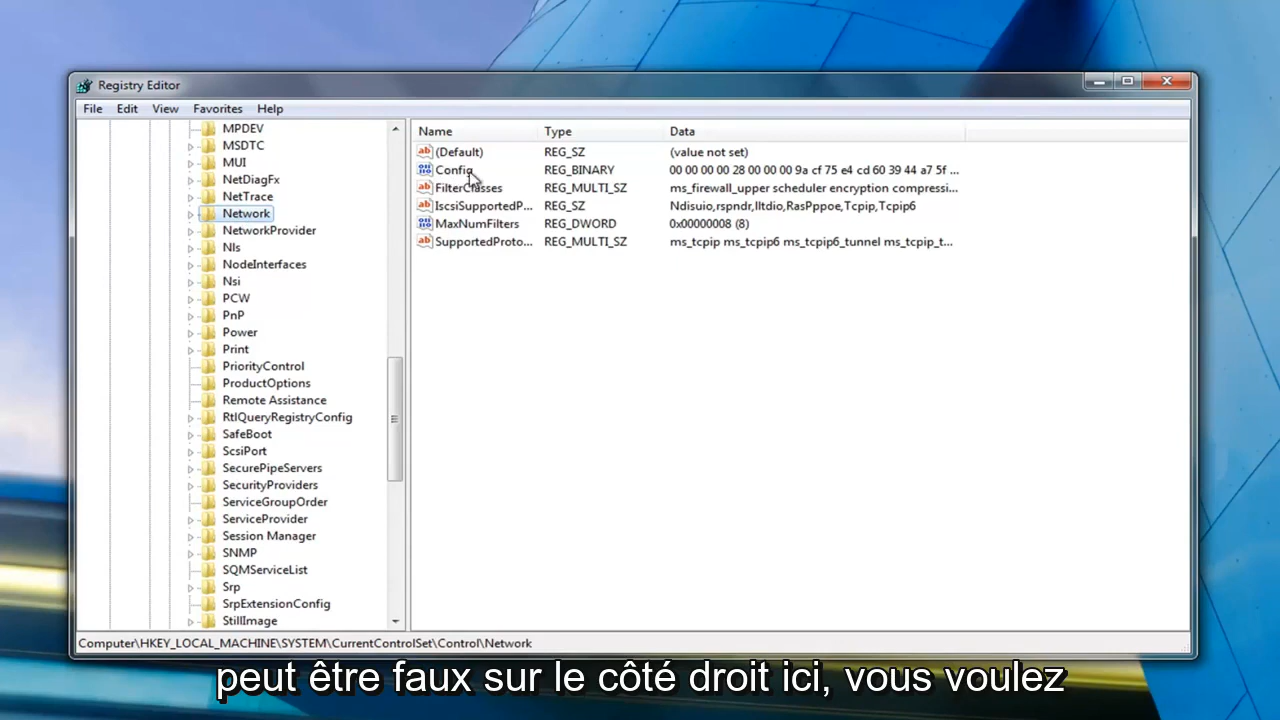 Registry Editor
File Edit View Favorites Help
MPDEV
MSDTC
MUI
NetDiagFx
NetTrace
Network
NetworkProvider
Nls
NodeInterfaces
Nsi
PCW
PnP
Power
Print
PriorityControl
ProductOptions
Remote Assistance
RtlQueryRegistryConfig
SafeBoot
ScsiPort
SecurePipeServers
SecurityProviders
ServiceGroupOrder
ServiceProvider
Session Manager
SNMP
SQMServiceList
Srp
SrpExtensionConfig
StillImage
Name Type Data
(Default) REG_SZ (value not set)
Config REG_BINARY 00 00 00 00 28 00 00 00 9a cf 75 e4 cd 60 39 44 a7 5f ...
FilterClasses REG_MULTI_SZ ms_firewall_upper scheduler encryption compressi...
IscsiSupportedP... REG_SZ Ndisuio,rspndr,lltdio,RasPppoe,Tcpip,Tcpip6
MaxNumFilters REG_DWORD 0x00000008 (8)
SupportedProto... REG_MULTI_SZ ms_tcpip ms_tcpip6 ms_tcpip6_tunnel ms_tcpip_t...
Computer\HKEY_LOCAL_MACHINE\SYSTEM\CurrentControlSet\Control\Network
peut être faux sur le côté droit ici, vous voulez